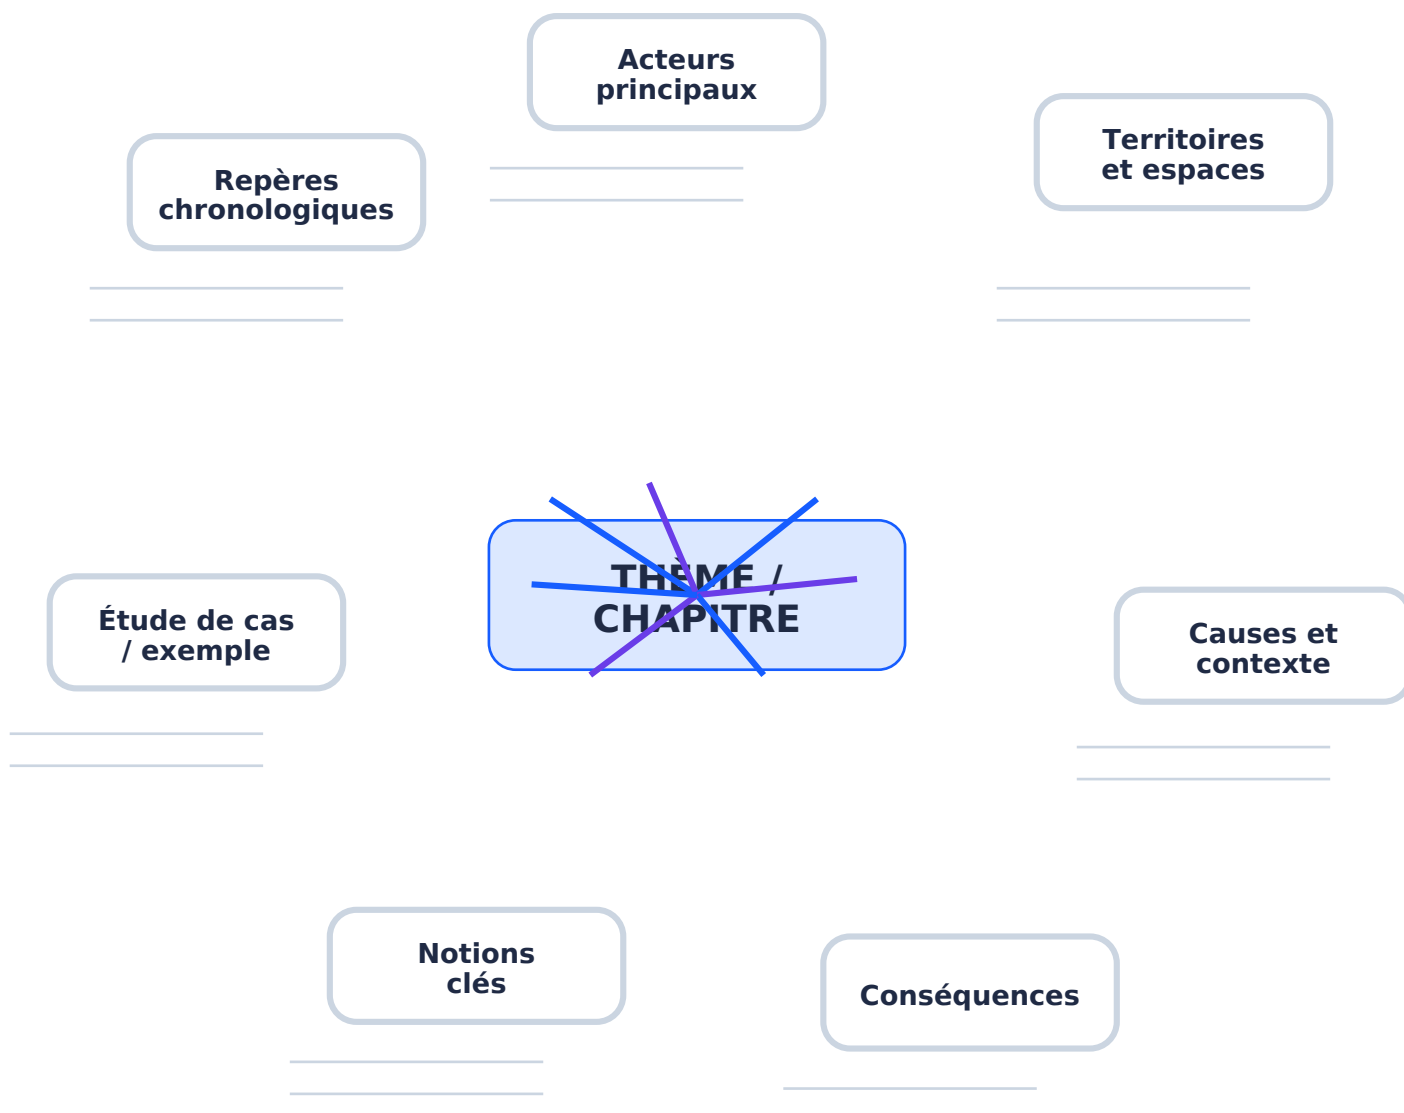 Acteurs
principaux
Territoires
et espaces
Repères
chronologiques
THÈME /
CHAPITRE
Étude de cas
/ exemple
Causes et
contexte
Notions
clés
Conséquences